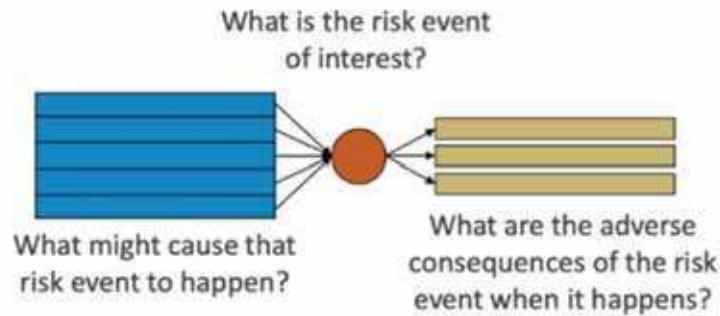 What is the risk event
of interest?
What might cause that
risk event to happen?
What are the adverse
consequences of the risk
event when it happens?